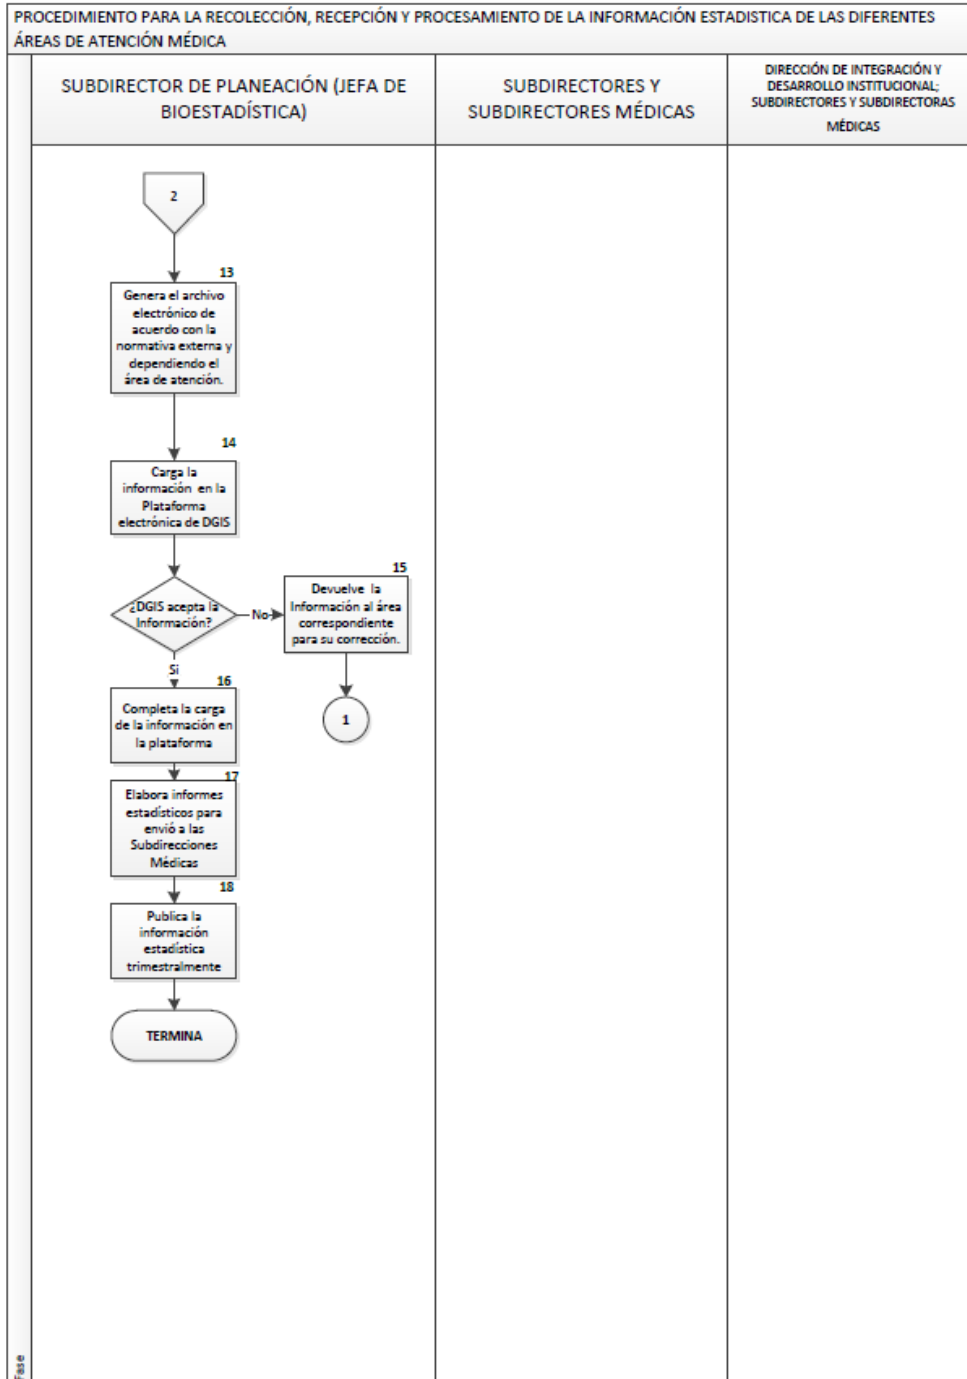 PROCEDIMIENTO PARA LA RECOLECCIÓN, RECEPCIÓN Y PROCESAMIENTO DE LA INFORMACIÓN ESTADISTICA DE LAS DIFERENTES
ÁREAS DE ATENCIÓN MÉDICA
SUBDIRECTOR DE PLANEACIÓN (JEFA DE
BIOESTADÍSTICA)
SUBDIRECTORES Y
SUBDIRECTORES MÉDICAS
DIRECCIÓN DE INTEGRACIÓN Y
DESARROLLO INSTITUCIONAL;
SUBDIRECTORES Y SUBDIRECTORAS
MÉDICAS
2
13
Genera el archivo
electrónico de
acuerdo con la
normativa externa y
dependiendo el
área de atención.
14
Carga la
información en la
Plataforma
electrónica de DGIS
¿DGIS acepta la
Información?
No
15
Devuelve la
Información al área
correspondiente
para su corrección.
1
Si
16
Completa la carga
de la información en
la plataforma
17
Elabora informes
estadísticos para
envió a las
Subdirecciones
Médicas
18
Publica la
información
estadística
trimestralmente
TERMINA
Fase